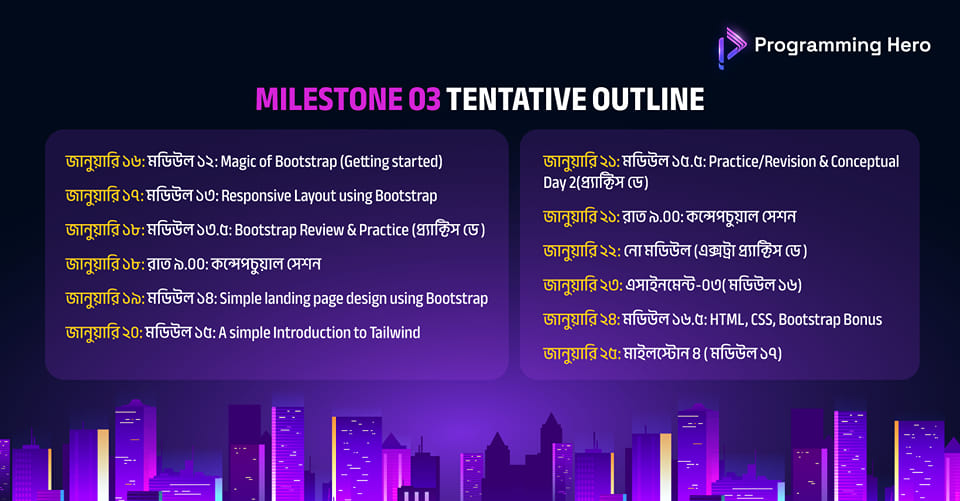 Programming Hero
MILESTONE 03 TENTATIVE OUTLINE
জানুয়ারি ১৬: মডিউল ১২: Magic of Bootstrap (Getting started)
জানুয়ারি ১৭: মডিউল ১৩: Responsive Layout using Bootstrap
জানুয়ারি ১৮: মডিউল ১৩.৫: Bootstrap Review & Practice (প্র্যাক্টিস ডে )
জানুয়ারি ১৮: রাত ৯.00: কন্সেপচুয়াল সেশন
জানুয়ারি ১৯: মডিউল ১৪: Simple landing page design using Bootstrap
জানুয়ারি ২০: মডিউল ১৫: A simple Introduction to Tailwind
জানুয়ারি ২১: মডিউল ১৫.৫: Practice/Revision & Conceptual
Day 2(প্র্যাক্টিস ডে)
জানুয়ারি ২১: রাত ৯.00: কন্সেপচুয়াল সেশন
জানুয়ারি ২২: নো মডিউল (এক্সট্রা প্র্যাক্টিস ডে )
জানুয়ারি ২৩: এসাইনমেন্ট-০৩( মডিউল ১৬)
জানুয়ারি ২৪: মডিউল ১৬.৫: HTML, CSS, Bootstrap Bonus
জানুয়ারি ২৫: মাইলস্টোন ৪ ( মডিউল ১৭)